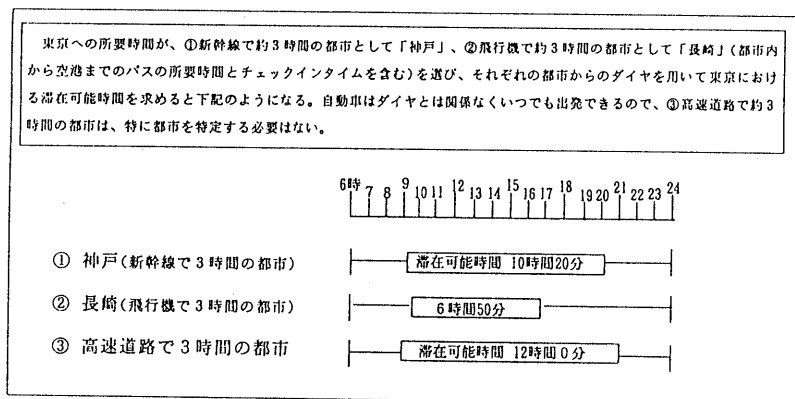 東京への所要時間が、①新幹線で約3時間の都市として「神戸」、②飛行機で約3時間の都市として「長崎」(都市内
から空港までのバスの所要時間とチェックインタイムを含む)を選び、それぞれの都市からのダイヤを用いて東京におけ
る滞在可能時間を求めると下記のようになる。自動車はダイヤとは関係なくいつでも出発できるので、③高速道路で約3
時間の都市は、特に都市を特定する必要はない。
6時 7 8 9 10 11 12 13 14 15 16 17 18 19 20 21 22 23 24
① 神戸(新幹線で3時間の都市) 滞在可能時間 10時間20分
② 長崎(飛行機で3時間の都市) 6時間50分
③ 高速道路で3時間の都市 滞在可能時間 12時間0分